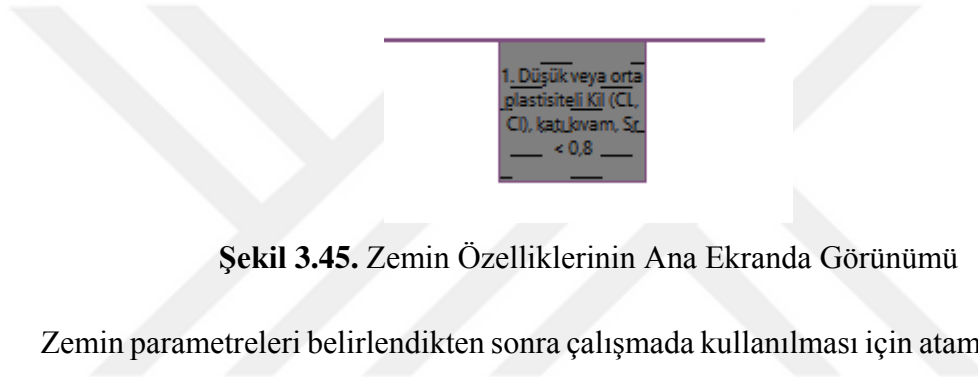 1. Düşük veya orta
plastisiteli Kil (CL,
CI), katı kıvam, Sr
< 0,8
Şekil 3.45. Zemin Özelliklerinin Ana Ekranda Görünümü
Zemin parametreleri belirlendikten sonra çalışmada kullanılması için atam